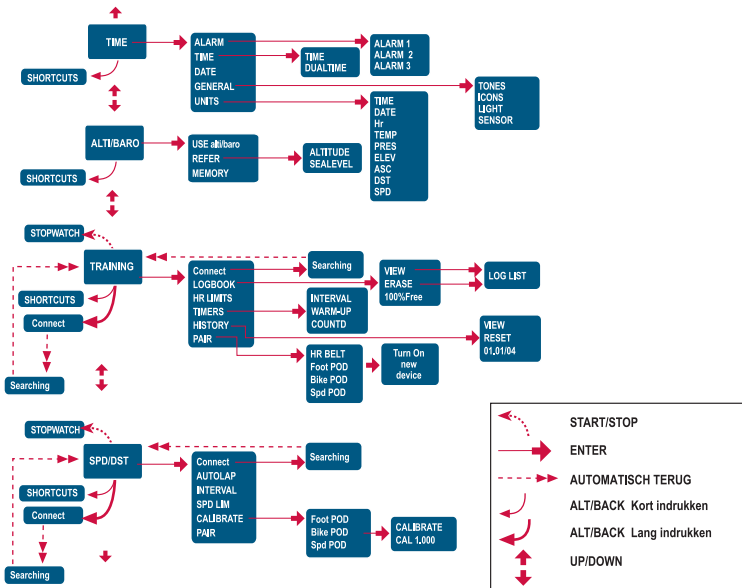 TIME
SHORTCUTS
ALARM
TIME
DATE
GENERAL
UNITS
TIME
DUALTIME
ALARM 1
ALARM 2
ALARM 3
TONES
ICONS
LIGHT
SENSOR
TIME
DATE
Hr
TEMP
PRES
ELEV
ASC
DST
SPD
ALTI/BARO
SHORTCUTS
USE alti/baro
REFER
MEMORY
ALTITUDE
SEALEVEL
STOPWATCH
TRAINING
SHORTCUTS
Connect
Searching
Connect
LOGBOOK
HR LIMITS
TIMERS
HISTORY
PAIR
Searching
INTERVAL
WARM-UP
COUNTD
VIEW
ERASE
100%Free
LOG LIST
VIEW
RESET
01.01/04
HR BELT
Foot POD
Bike POD
Spd POD
Turn On
new
device
STOPWATCH
SPD/DST
SHORTCUTS
Connect
Searching
Connect
AUTOLAP
INTERVAL
SPD LIM
CALIBRATE
PAIR
Searching
Foot POD
Bike POD
Spd POD
CALIBRATE
CAL 1.000
START/STOP
ENTER
AUTOMATISCH TERUG
ALT/BACK Kort indrukken
ALT/BACK Lang indrukken
UP/DOWN